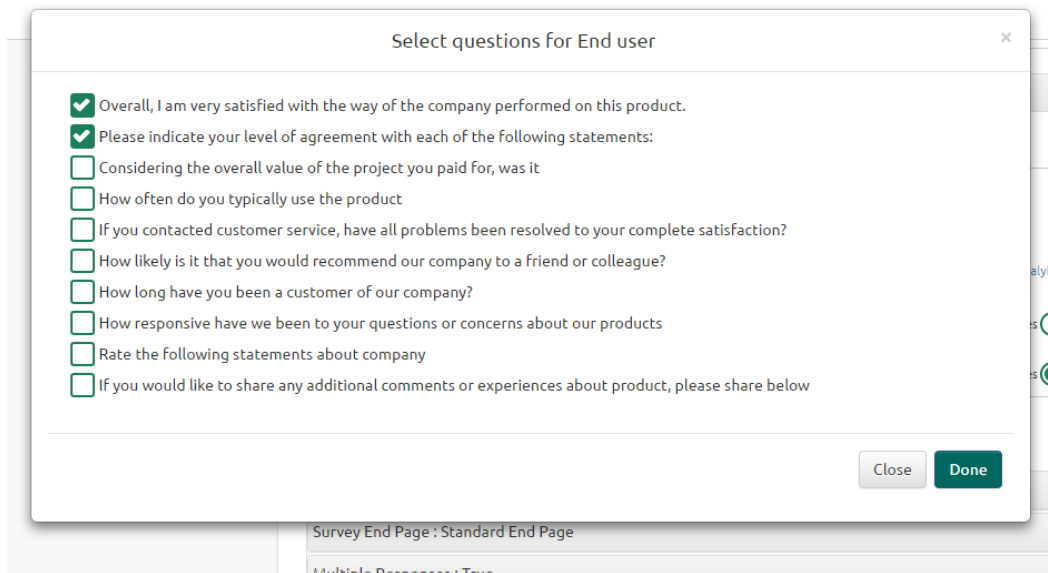 Select questions for End user
×
Overall, I am very satisfied with the way of the company performed on this product.
Please indicate your level of agreement with each of the following statements:
Considering the overall value of the project you paid for, was it
How often do you typically use the product
If you contacted customer service, have all problems been resolved to your complete satisfaction?
How likely is it that you would recommend our company to a friend or colleague?
How long have you been a customer of our company?
How responsive have we been to your questions or concerns about our products
Rate the following statements about company
If you would like to share any additional comments or experiences about product, please share below
Close Done
Survey End Page : Standard End Page
Multiple Responses : True